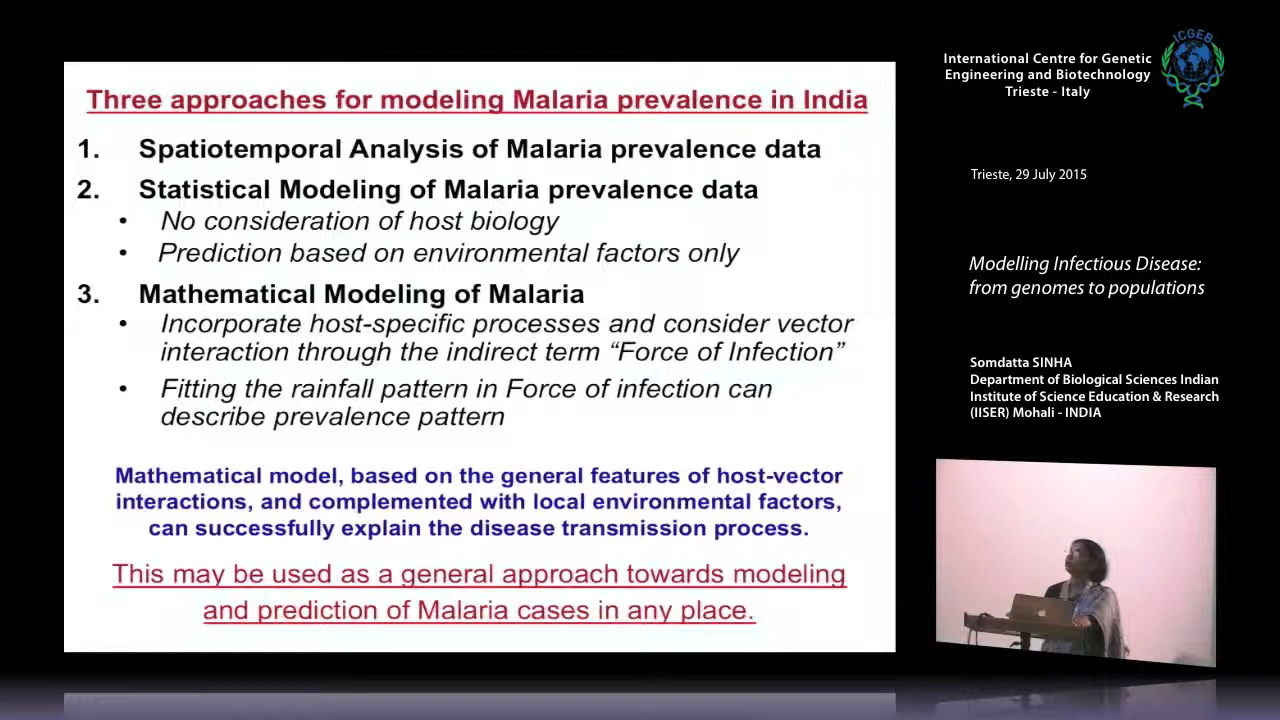 Three approaches for modeling Malaria prevalence in India
1. Spatiotemporal Analysis of Malaria prevalence data
2. Statistical Modeling of Malaria prevalence data
• No consideration of host biology
• Prediction based on environmental factors only
3. Mathematical Modeling of Malaria
• Incorporate host-specific processes and consider vector
interaction through the indirect term “Force of Infection”
• Fitting the rainfall pattern in Force of infection can
describe prevalence pattern
Mathematical model, based on the general features of host-vector
interactions, and complemented with local environmental factors,
can successfully explain the disease transmission process.
This may be used as a general approach towards modeling
and prediction of Malaria cases in any place.
International Centre for Genetic
Engineering and Biotechnology
Trieste - Italy
ICGEB
Trieste, 29 July 2015
Modelling Infectious Disease:
from genomes to populations
Somdatta SINHA
Department of Biological Sciences Indian
Institute of Science Education & Research
(IISER) Mohali - INDIA